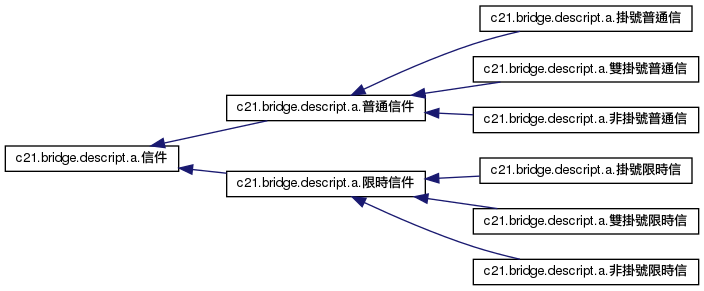 c21.bridge.descript.a.掛號普通信
c21.bridge.descript.a.雙掛號普通信
c21.bridge.descript.a.普通信件
c21.bridge.descript.a.非掛號普通信
c21.bridge.descript.a.信件
c21.bridge.descript.a.掛號限時信
c21.bridge.descript.a.限時信件
c21.bridge.descript.a.雙掛號限時信
c21.bridge.descript.a.非掛號限時信